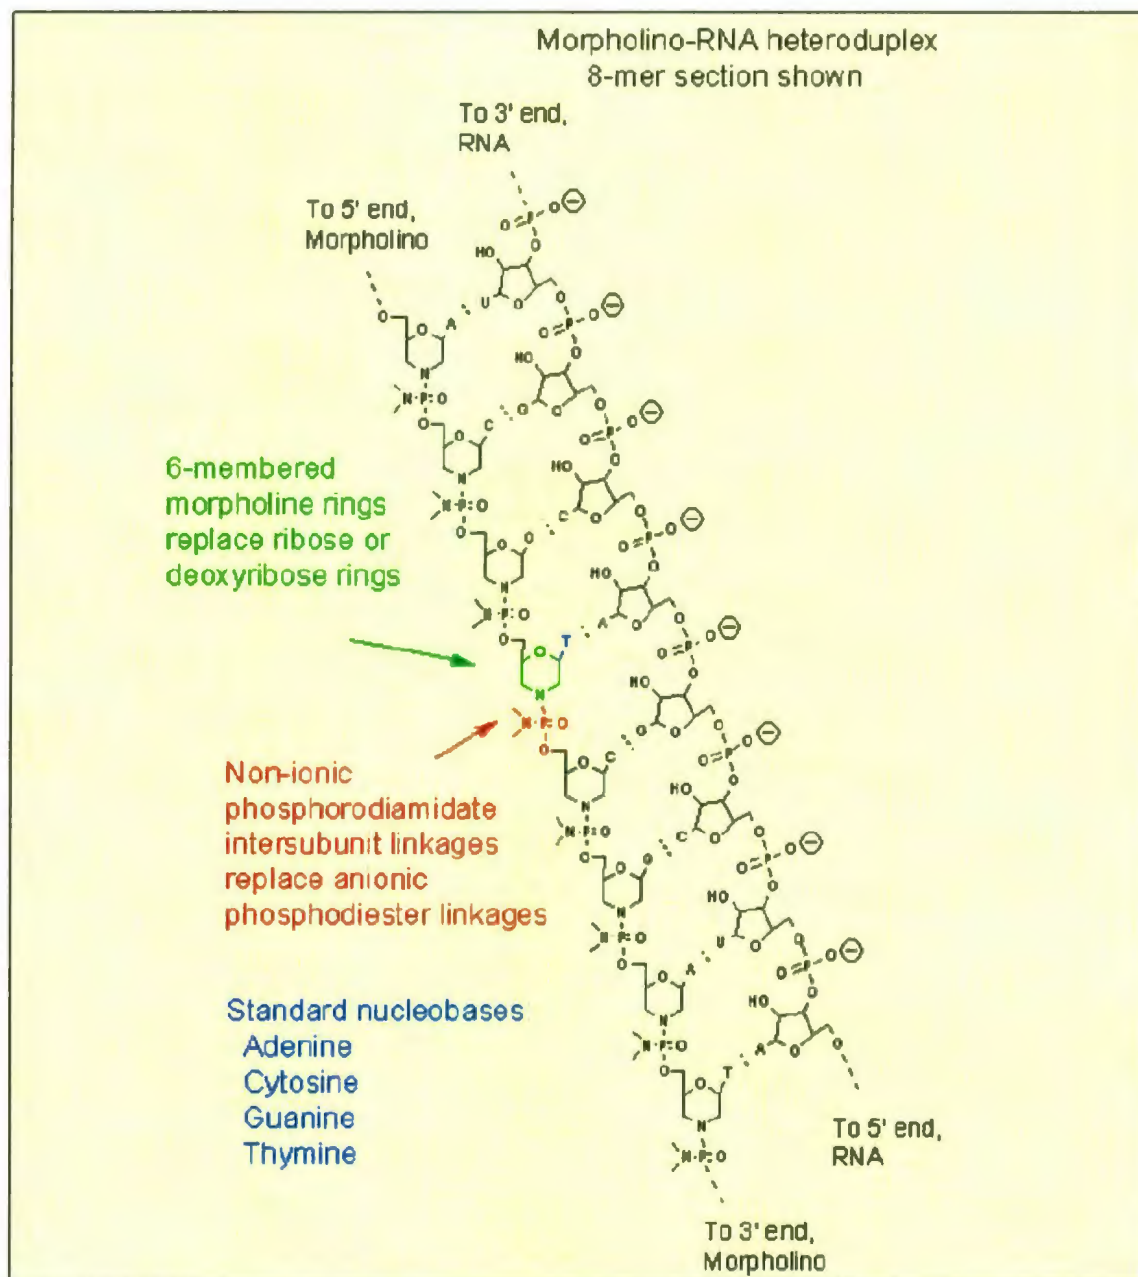 Morpholino-RNA heteroduplex
8-mer section shown
To 3' end,
RNA
To 5' end,
Morpholino
6-membered
morpholine rings
replace ribose or
deoxyribose rings
Non-ionic
phosphorodiamidate
intersubunit linkages
replace anionic
phosphodiester linkages
Standard nucleobases
Adenine
Cytosine
Guanine
Thymine
To 5' end,
RNA
To 3' end,
Morpholino